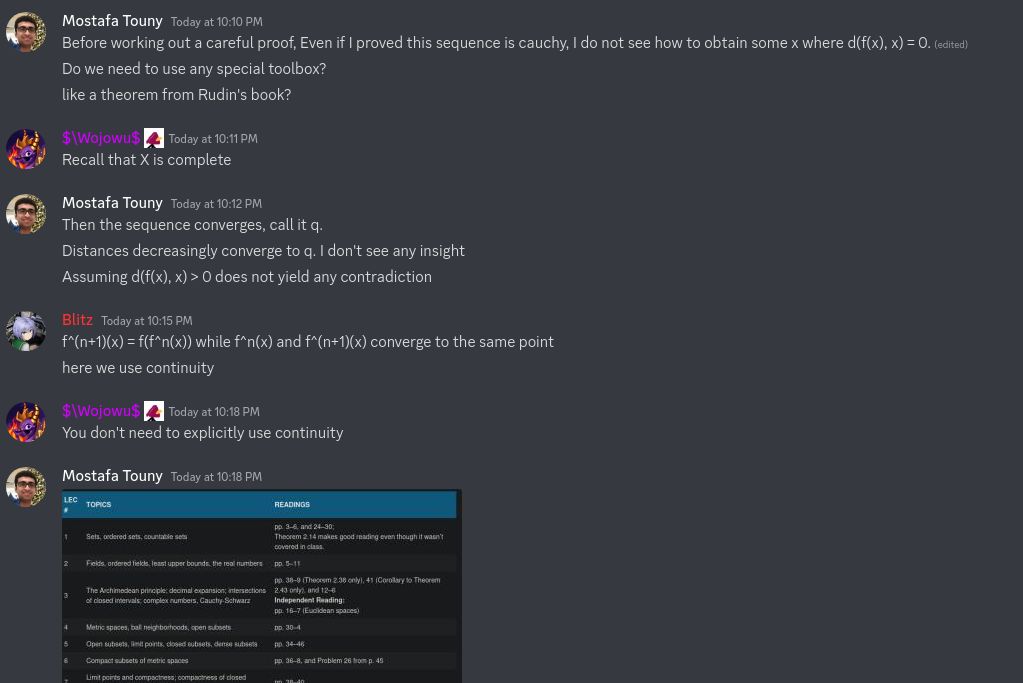 Mostafa Touny Today at 10:10 PM
Before working out a careful proof, Even if I proved this sequence is cauchy, I do not see how to obtain some x where d(f(x), x) = 0. (edited)
Do we need to use any special toolbox?
like a theorem from Rudin's book?
$\Wojowu$ Today at 10:11 PM
Recall that X is complete
Mostafa Touny Today at 10:12 PM
Then the sequence converges, call it q.
Distances decreasingly converge to q. I don't see any insight
Assuming d(f(x), x) > 0 does not yield any contradiction
Blitz Today at 10:15 PM
f^(n+1)(x) = f(f^n(x)) while f^n(x) and f^(n+1)(x) converge to the same point
here we use continuity
$\Wojowu$ Today at 10:18 PM
You don't need to explicitly use continuity
Mostafa Touny Today at 10:18 PM
LEC # TOPICS READINGS
1 Sets, ordered sets, countable sets pp. 3–6, and 24–30;
Theorem 2.14 makes good reading even though it wasn't
covered in class.
2 Fields, ordered fields, least upper bounds, the real numbers pp. 5–11
3 The Archimedean principle; decimal expansion; intersections
of closed intervals; complex numbers, Cauchy-Schwarz
pp. 38–9 (Theorem 2.38 only), 41 (Corollary to Theorem
2.43 only), and 12–6
Independent Reading:
pp. 16–7 (Euclidean spaces)
4 Metric spaces, ball neighborhoods, open subsets pp. 30–4
5 Open subsets, limit points, closed subsets, dense subsets pp. 34–46
6 Compact subsets of metric spaces pp. 36–8, and Problem 26 from p. 45
Limit points and compactness; compactness of closed
pp. 38–40